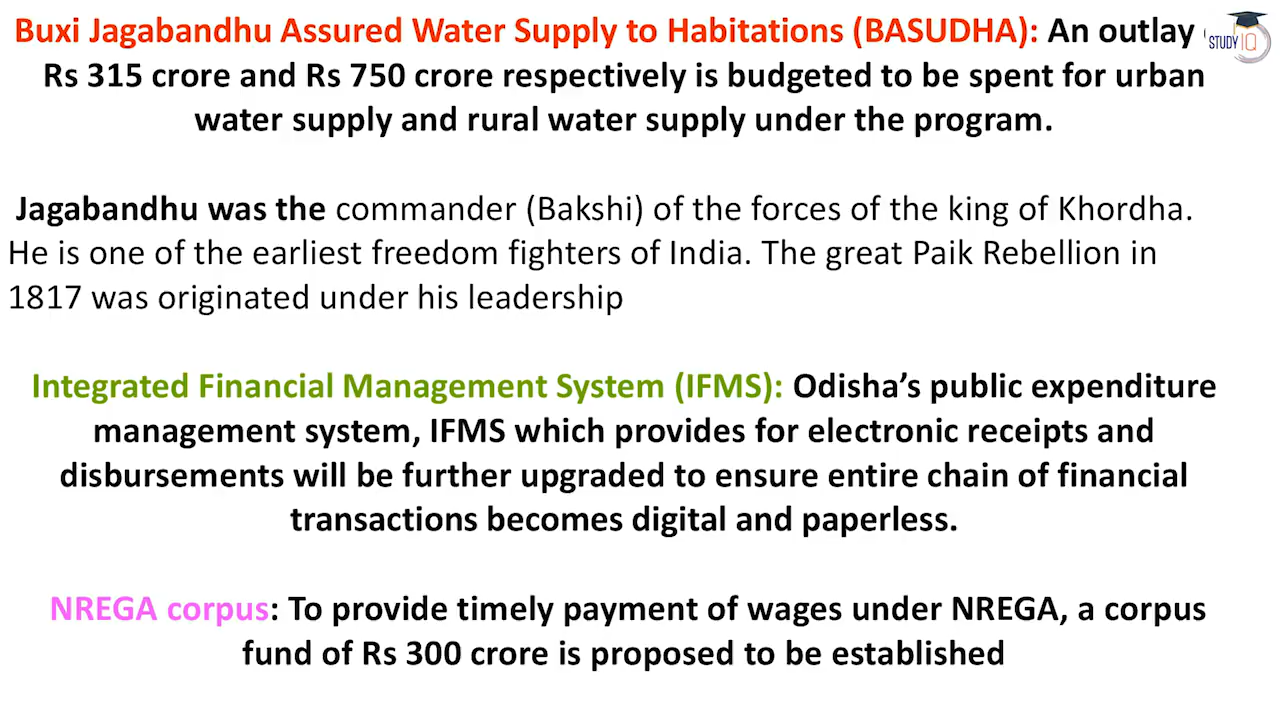 Buxi Jagabandhu Assured Water Supply to Habitations (BASUDHA): An outlay
STUDY IQ
Rs 315 crore and Rs 750 crore respectively is budgeted to be spent for urban
water supply and rural water supply under the program.
Jagabandhu was the commander (Bakshi) of the forces of the king of Khordha.
He is one of the earliest freedom fighters of India. The great Paik Rebellion in
1817 was originated under his leadership
Integrated Financial Management System (IFMS): Odisha’s public expenditure
management system, IFMS which provides for electronic receipts and
disbursements will be further upgraded to ensure entire chain of financial
transactions becomes digital and paperless.
NREGA corpus: To provide timely payment of wages under NREGA, a corpus
fund of Rs 300 crore is proposed to be established